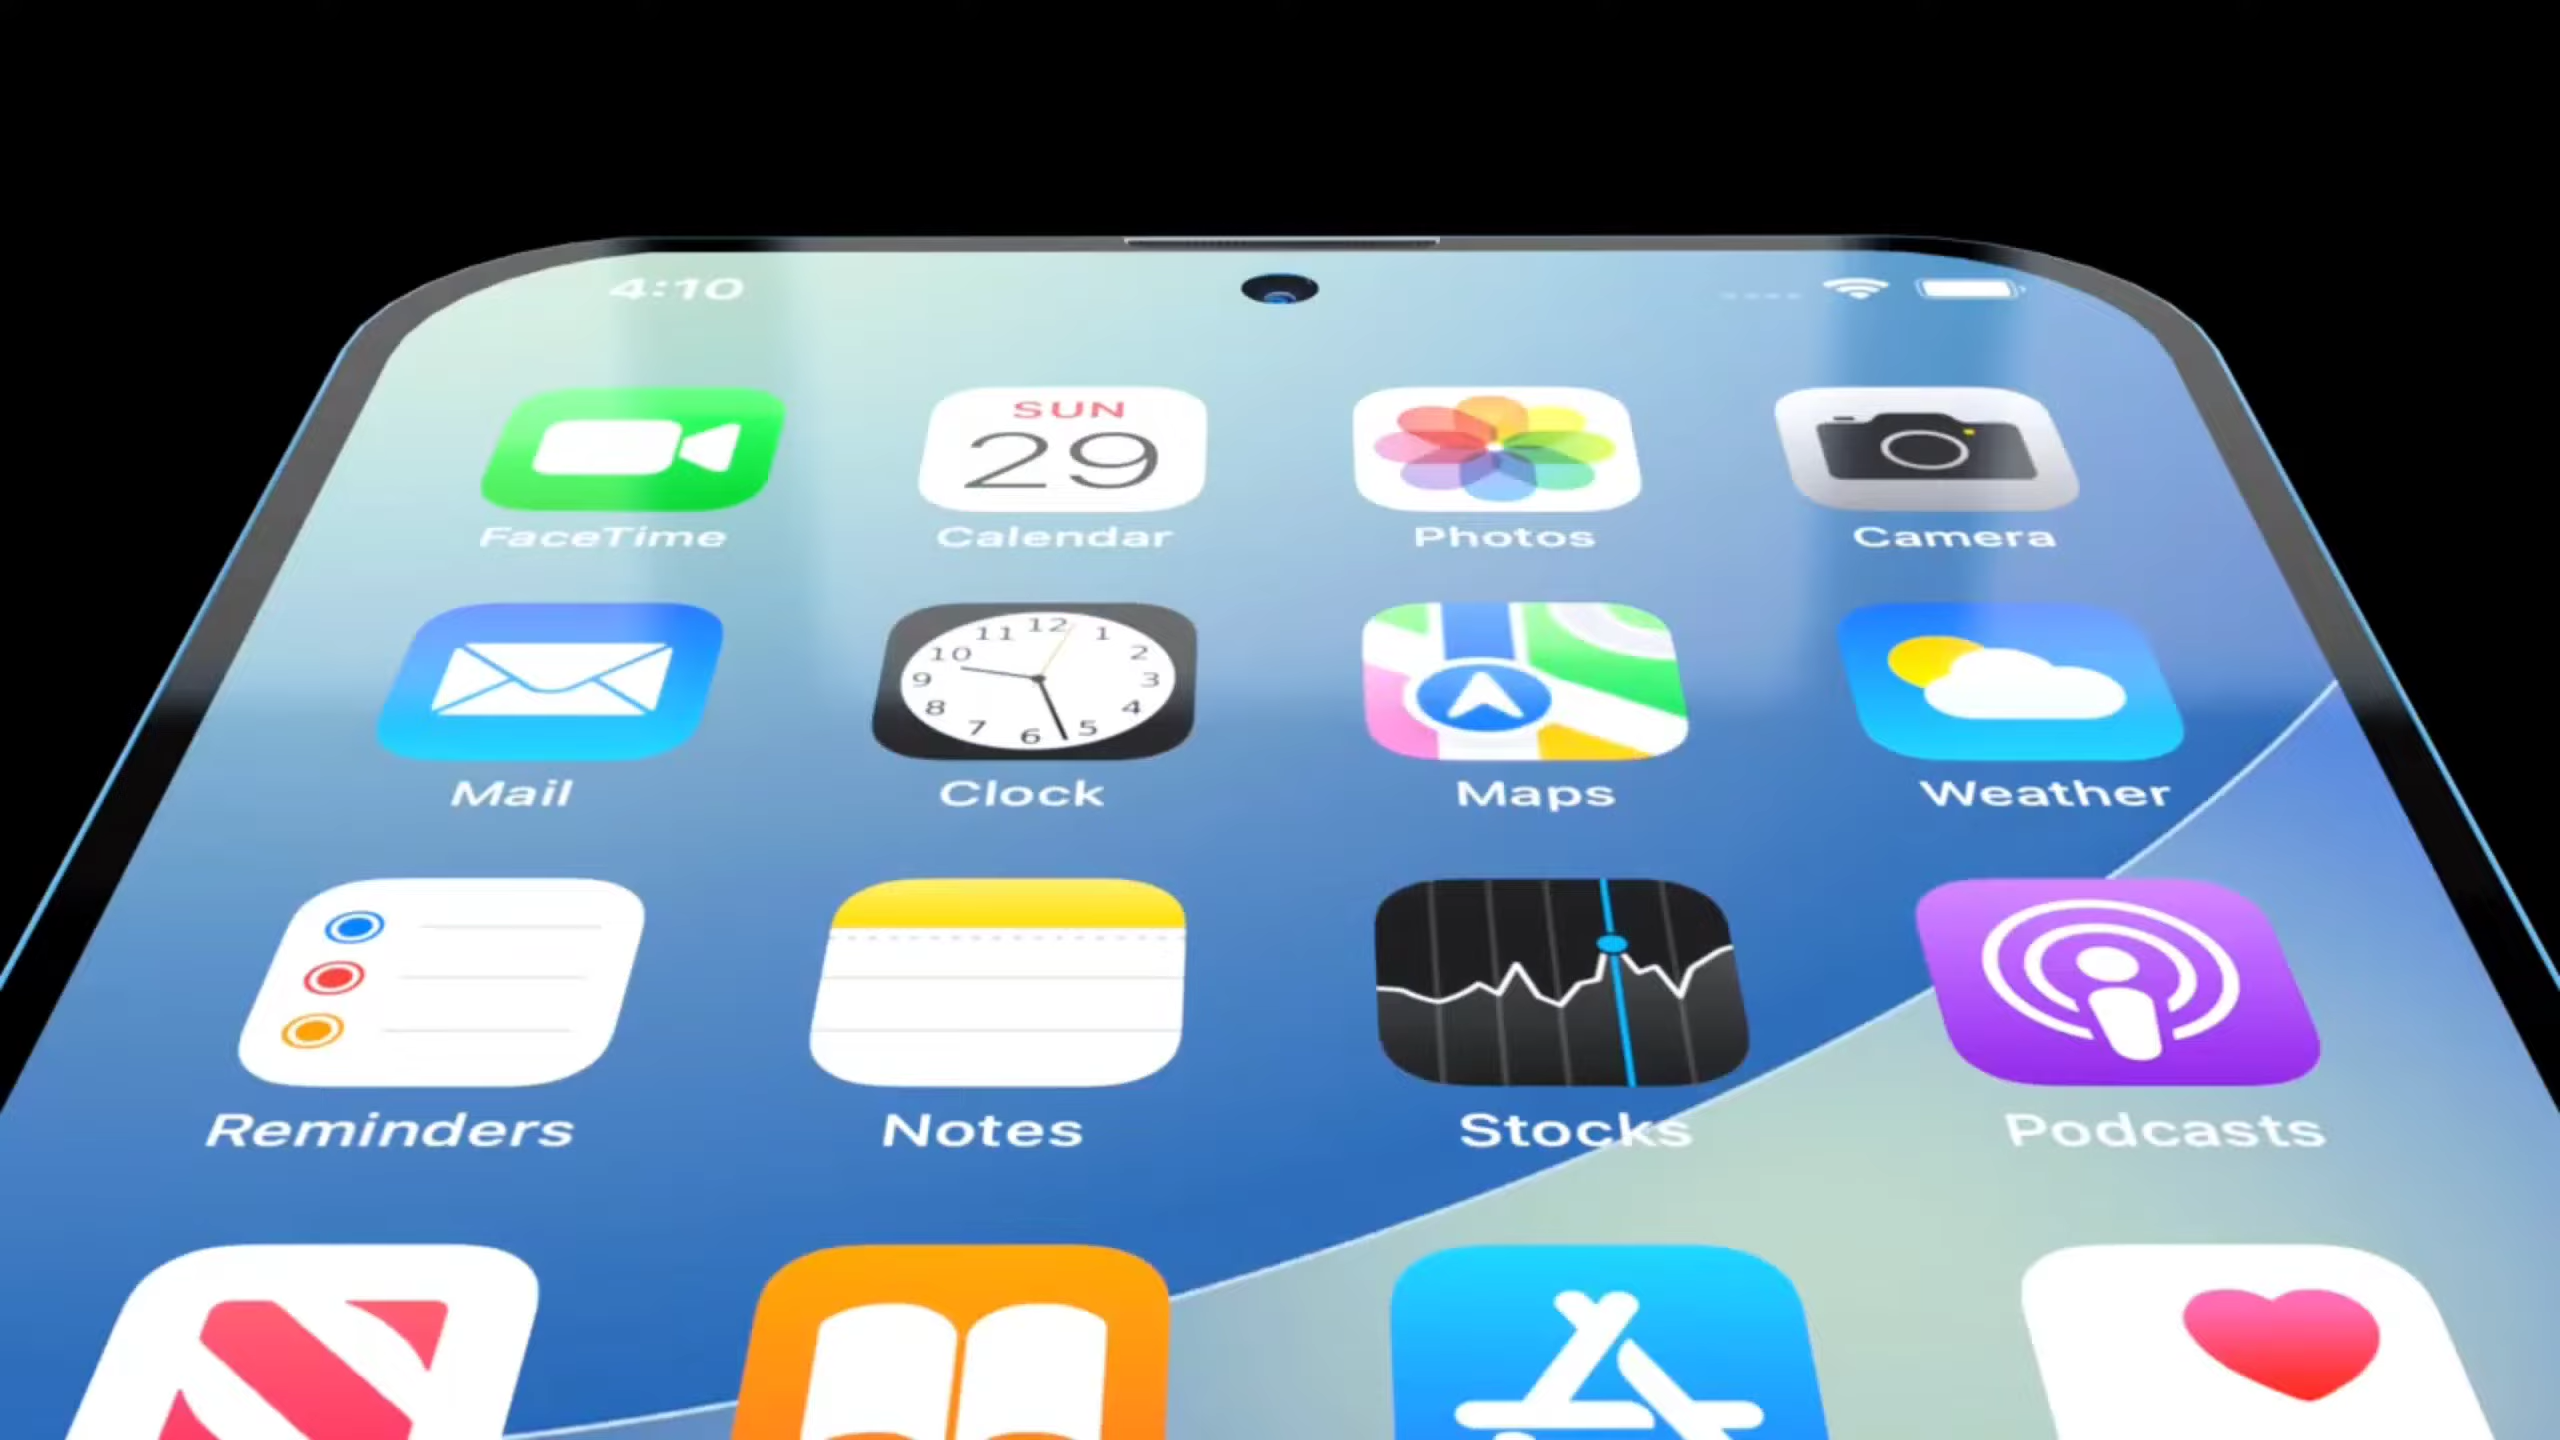 4:10
SUN
29
FaceTime Calendar Photos Camera
12
11 1
10 2
9 3
8 4
7 5
6
Mail Clock Maps Weather
Reminders Notes Stocks Podcasts